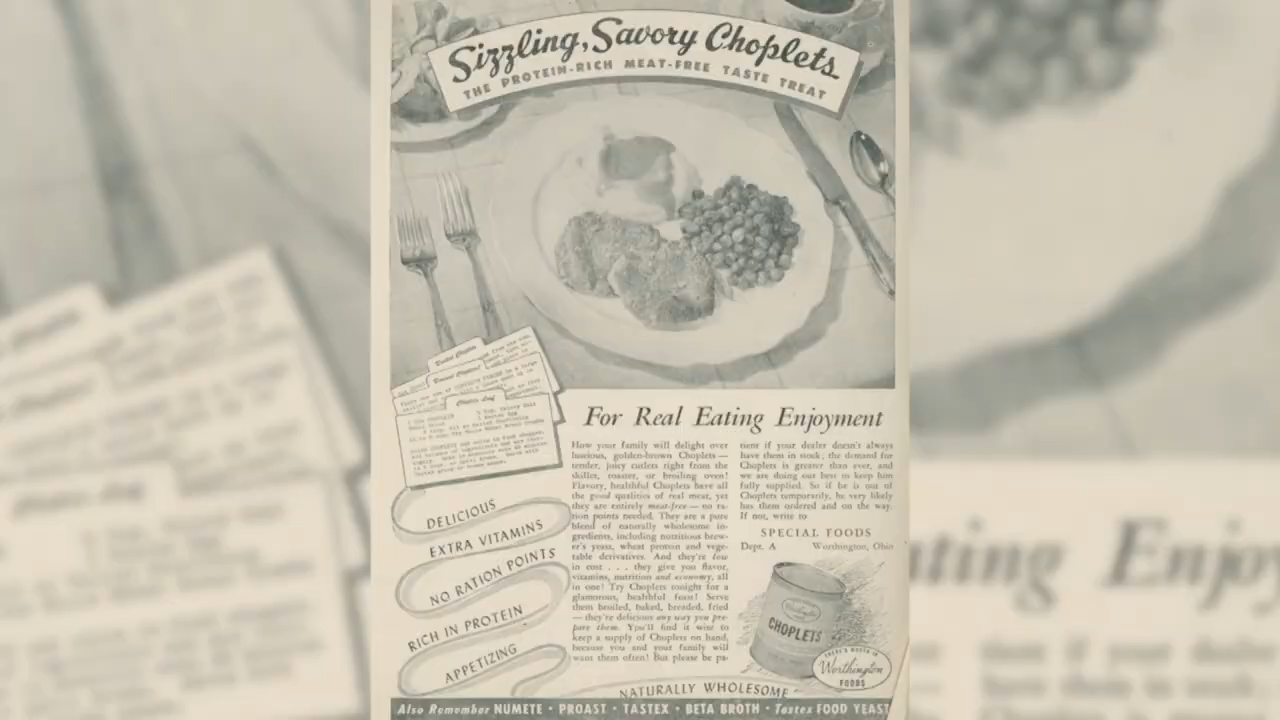 Sizzling, Savory Choplets
THE PROTEIN-RICH MEAT-FREE TASTE TREAT
For Real Eating Enjoyment
How your family will delight over
luscious, golden-brown Choplets —
tender, juicy cutlets right from the
skillet, roaster, or broiling oven!
Flavory, healthful Choplets have all
the good qualities of real meat, yet
they are entirely meat-free — no ra-
tion points needed. They are a pure
blend of naturally wholesome in-
gredients, including nutritious brew-
er's yeast, wheat protein and vege-
table derivatives. And they're low
in cost . . . they give you flavor,
vitamins, nutrition and economy, all
in one! Try Choplets tonight for a
glamorous, healthful feast! Serve
them broiled, baked, breaded, fried
— they're delicious any way you pre-
pare them. You'll find it wise to
keep a supply of Choplets on hand,
because you and your family will
want them often! But please be pa-
tient if your dealer doesn't always
have them in stock; the demand for
Choplets is greater than ever, and
we are doing our best to keep him
fully supplied. So if he is out of
Choplets temporarily, he very likely
has them ordered and on the way.
If not, write to
SPECIAL FOODS
Dept. A Worthington, Ohio
DELICIOUS
EXTRA VITAMINS
NO RATION POINTS
RICH IN PROTEIN
APPETIZING
NATURALLY WHOLESOME
Worthington
CHOPLETS
THERE'S WORTH IN
Worthington
FOODS
Also Remember NUMETE • PROAST • TASTEX • BETA BROTH • Tastex FOOD YEAST